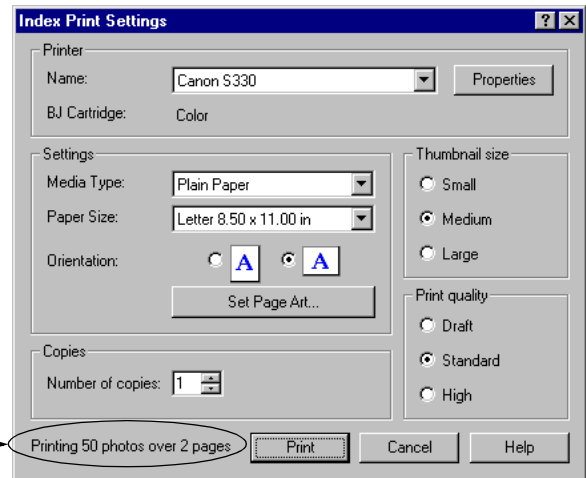 Index Print Settings
Printer
Name: Canon S330 Properties
BJ Cartridge: Color
Settings
Media Type: Plain Paper
Paper Size: Letter 8.50 x 11.00 in
Orientation: A A
Set Page Art...
Copies
Number of copies: 1
Thumbnail size
Small
Medium
Large
Print quality
Draft
Standard
High
Printing 50 photos over 2 pages Print Cancel Help